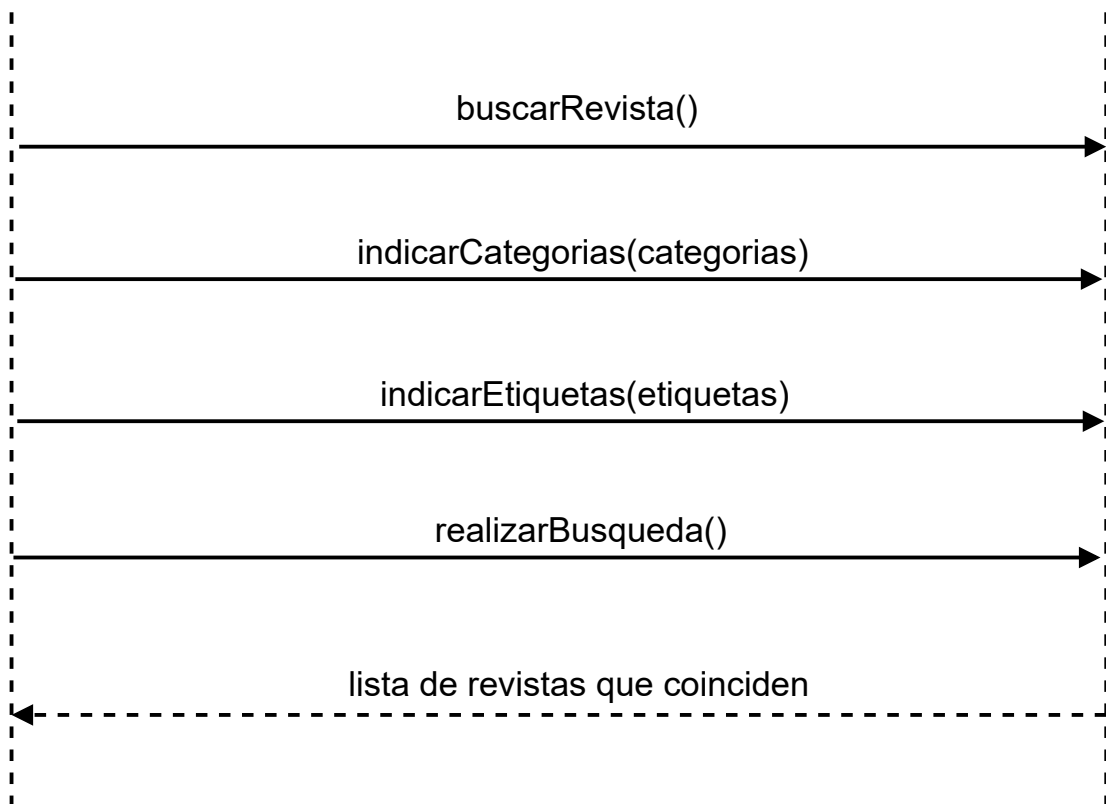 buscarRevista()
indicarCategorias(categorias)
indicarEtiquetas(etiquetas)
realizarBusqueda()
lista de revistas que coinciden